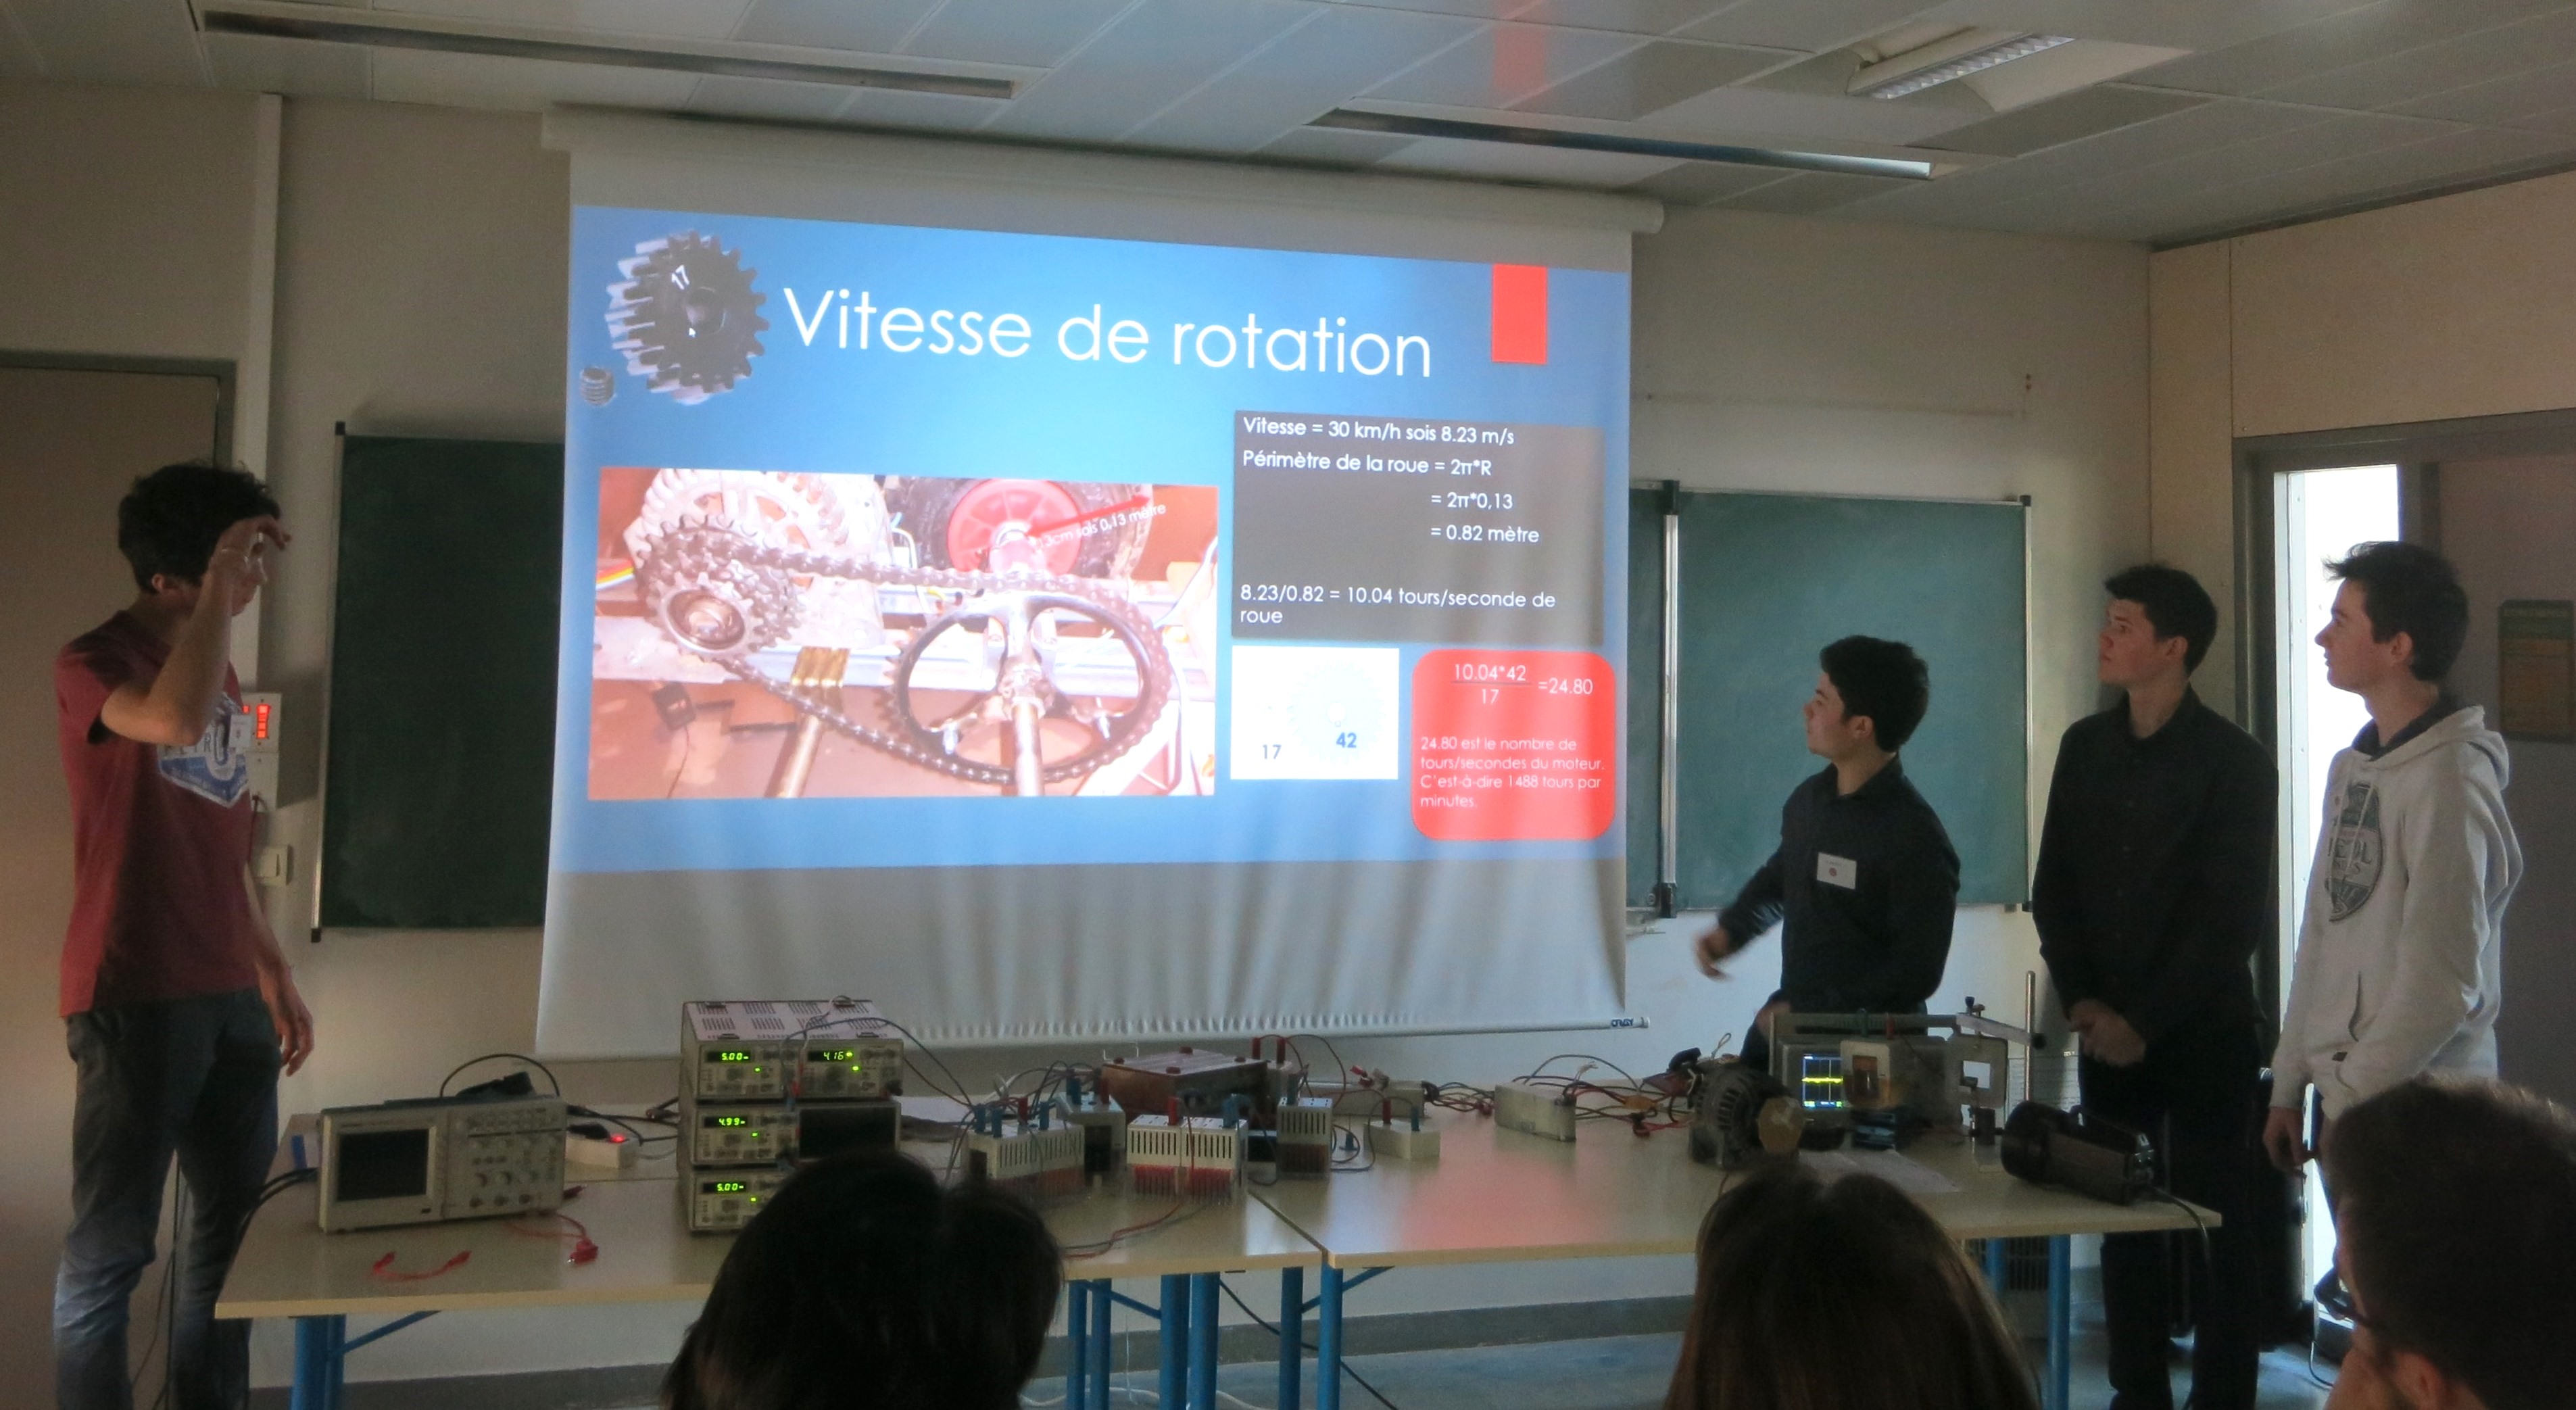 17
Vitesse de rotation
Vitesse = 30 km/h sois 8.23 m/s
Périmètre de la roue = 2π*R
= 2π*0,13
= 0.82 mètre
8.23/0.82 = 10.04 tours/seconde de
roue
13cm sois 0,13 mètre
17
42
10.04*42
17
=24.80
24.80 est le nombre de
tours/secondes du moteur.
C'est-à-dire 1488 tours par
minutes.
5.00
4.16
4.99
5.00